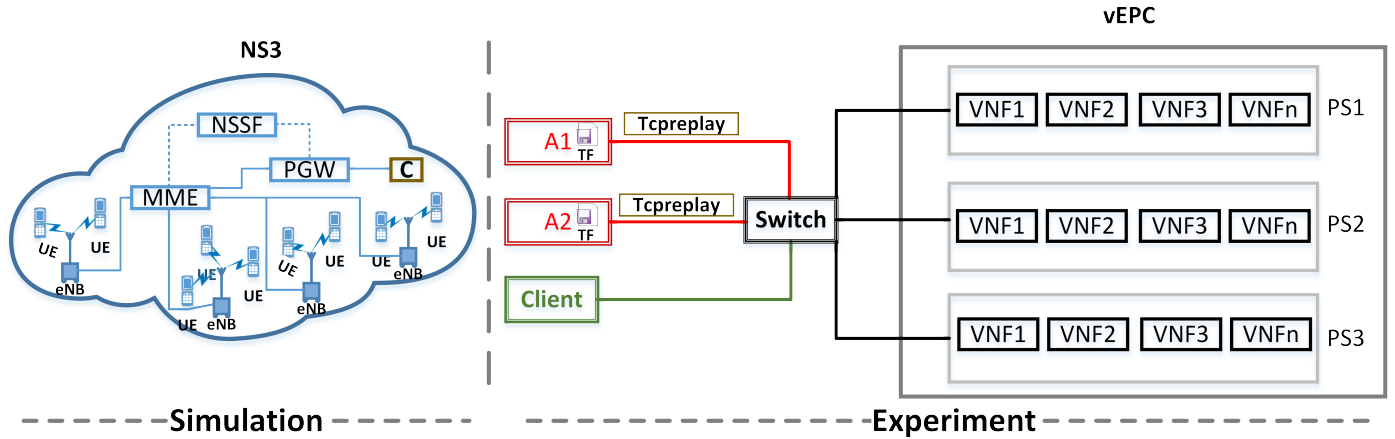 NS3
NSSF
PGW
C
MME
UE
UE
UE
UE
UE
UE
UE
UE
eNB
eNB
eNB
eNB
Simulation
A1
TF
Tcpreplay
A2
TF
Tcpreplay
Client
Switch
vEPC
VNF1 VNF2 VNF3 VNFn PS1
VNF1 VNF2 VNF3 VNFn PS2
VNF1 VNF2 VNF3 VNFn PS3
Experiment